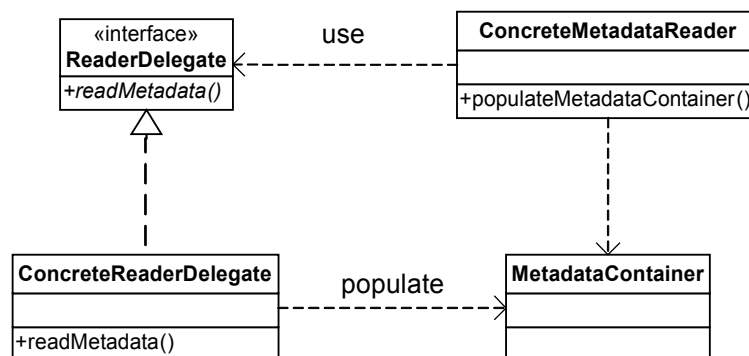 «interface»
ReaderDelegate
+readMetadata()
use
ConcreteMetadataReader
+populateMetadataContainer()
ConcreteReaderDelegate
+readMetadata()
populate
MetadataContainer